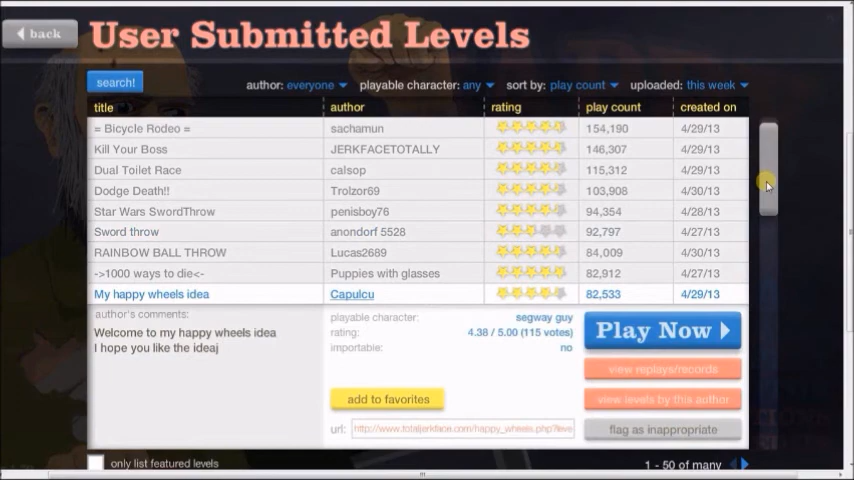 back
User Submitted Levels
search!
author: everyone playable character: any sort by: play count uploaded: this week
title author rating play count created on
= Bicycle Rodeo = sachamun 154,190 4/29/13
Kill Your Boss JERKFACETOTALLY 146,307 4/29/13
Dual Toilet Race calsop 115,312 4/29/13
Dodge Death!! Trolzor69 103,908 4/30/13
Star Wars SwordThrow penisboy76 94,354 4/28/13
Sword throw anondorf 5528 92,797 4/27/13
RAINBOW BALL THROW Lucas2689 84,009 4/30/13
->1000 ways to die<- Puppies with glasses 82,912 4/27/13
My happy wheels idea Capulcu 82,533 4/29/13
author's comments:
Welcome to my happy wheels idea
I hope you like the ideaj
playable character: segway guy
rating: 4.38 / 5.00 (115 votes)
importable: no
Play Now
view replays/records
add to favorites
view levels by this author
url: http://www.totaljerkface.com/happy_wheels.php?leve
flag as inappropriate
only list featured levels
1 - 50 of many